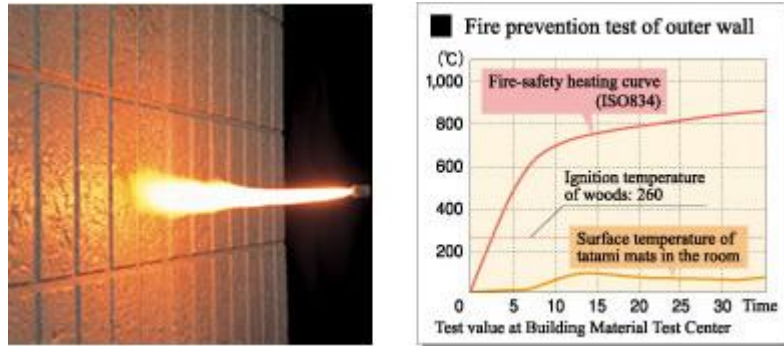 ■ Fire prevention test of outer wall
(℃)
1,000
800
600
400
200
0
Fire-safety heating curve
(ISO834)
Ignition temperature
of woods: 260
Surface temperature of
tatami mats in the room
5
10
15
20
25
30
Time
Test value at Building Material Test Center